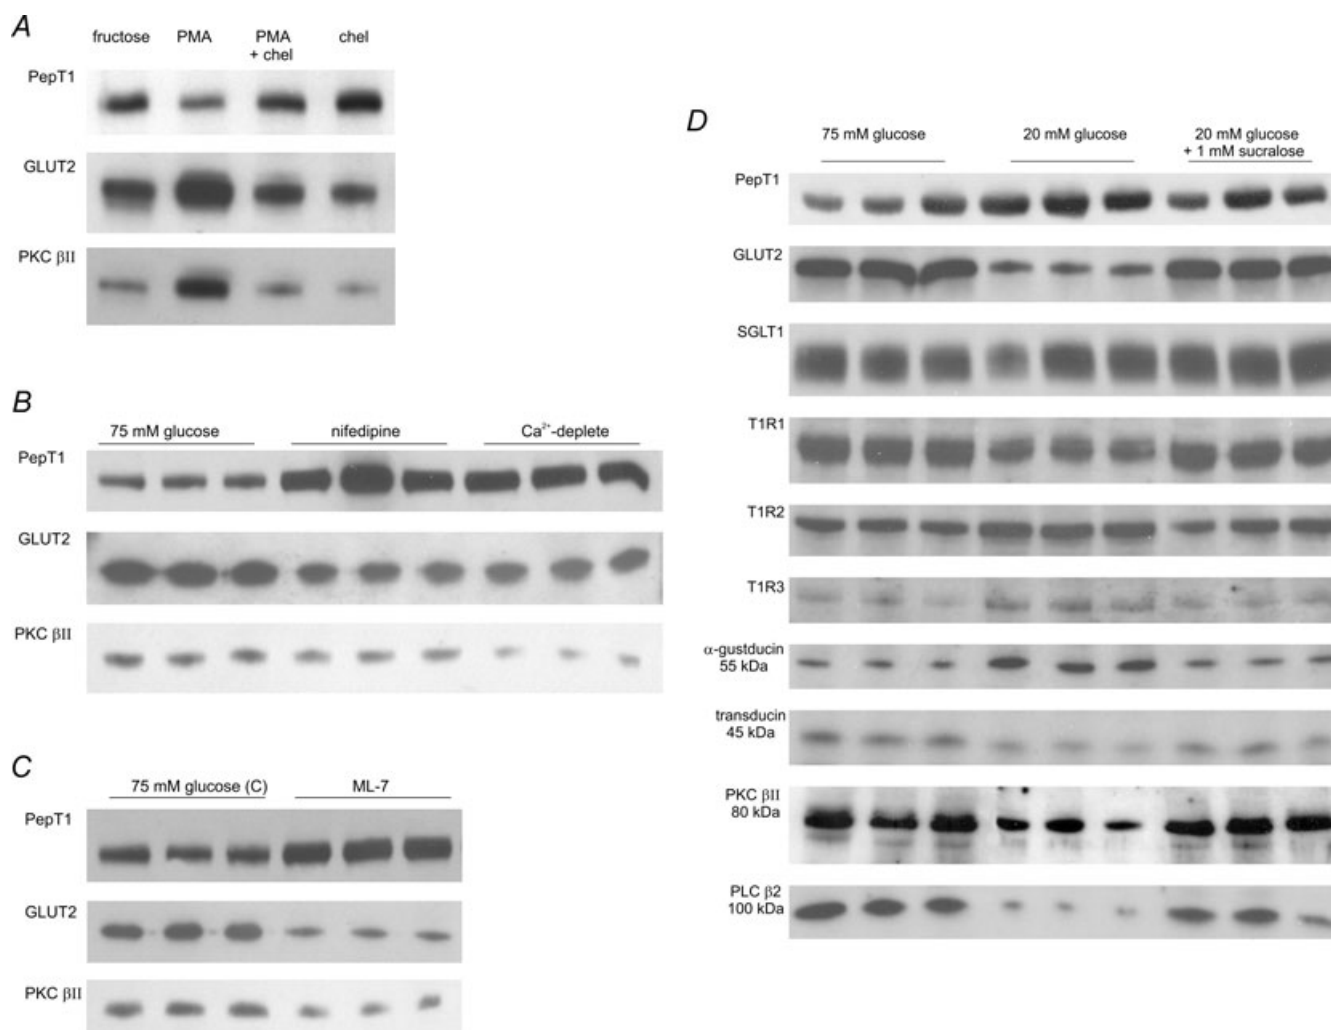 A
fructose PMA PMA + chel chel
PepT1
GLUT2
PKC βII
B
75 mM glucose nifedipine Ca²⁺-deplete
PepT1
GLUT2
PKC βII
C
75 mM glucose (C) ML-7
PepT1
GLUT2
PKC βII
D
75 mM glucose 20 mM glucose 20 mM glucose
+ 1 mM sucralose
PepT1
GLUT2
SGLT1
T1R1
T1R2
T1R3
α-gustducin
55 kDa
transducin
45 kDa
PKC βII
80 kDa
PLC β2
100 kDa